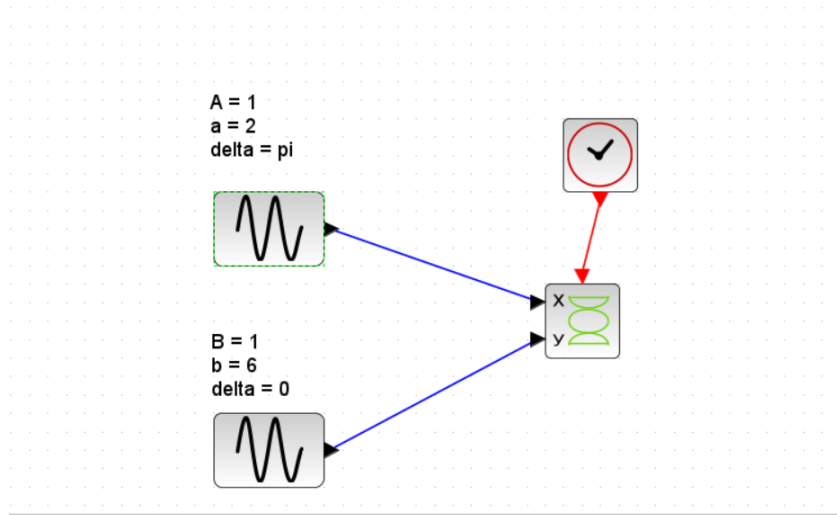 A = 1
a = 2
delta = pi
X
y
B = 1
b = 6
delta = 0